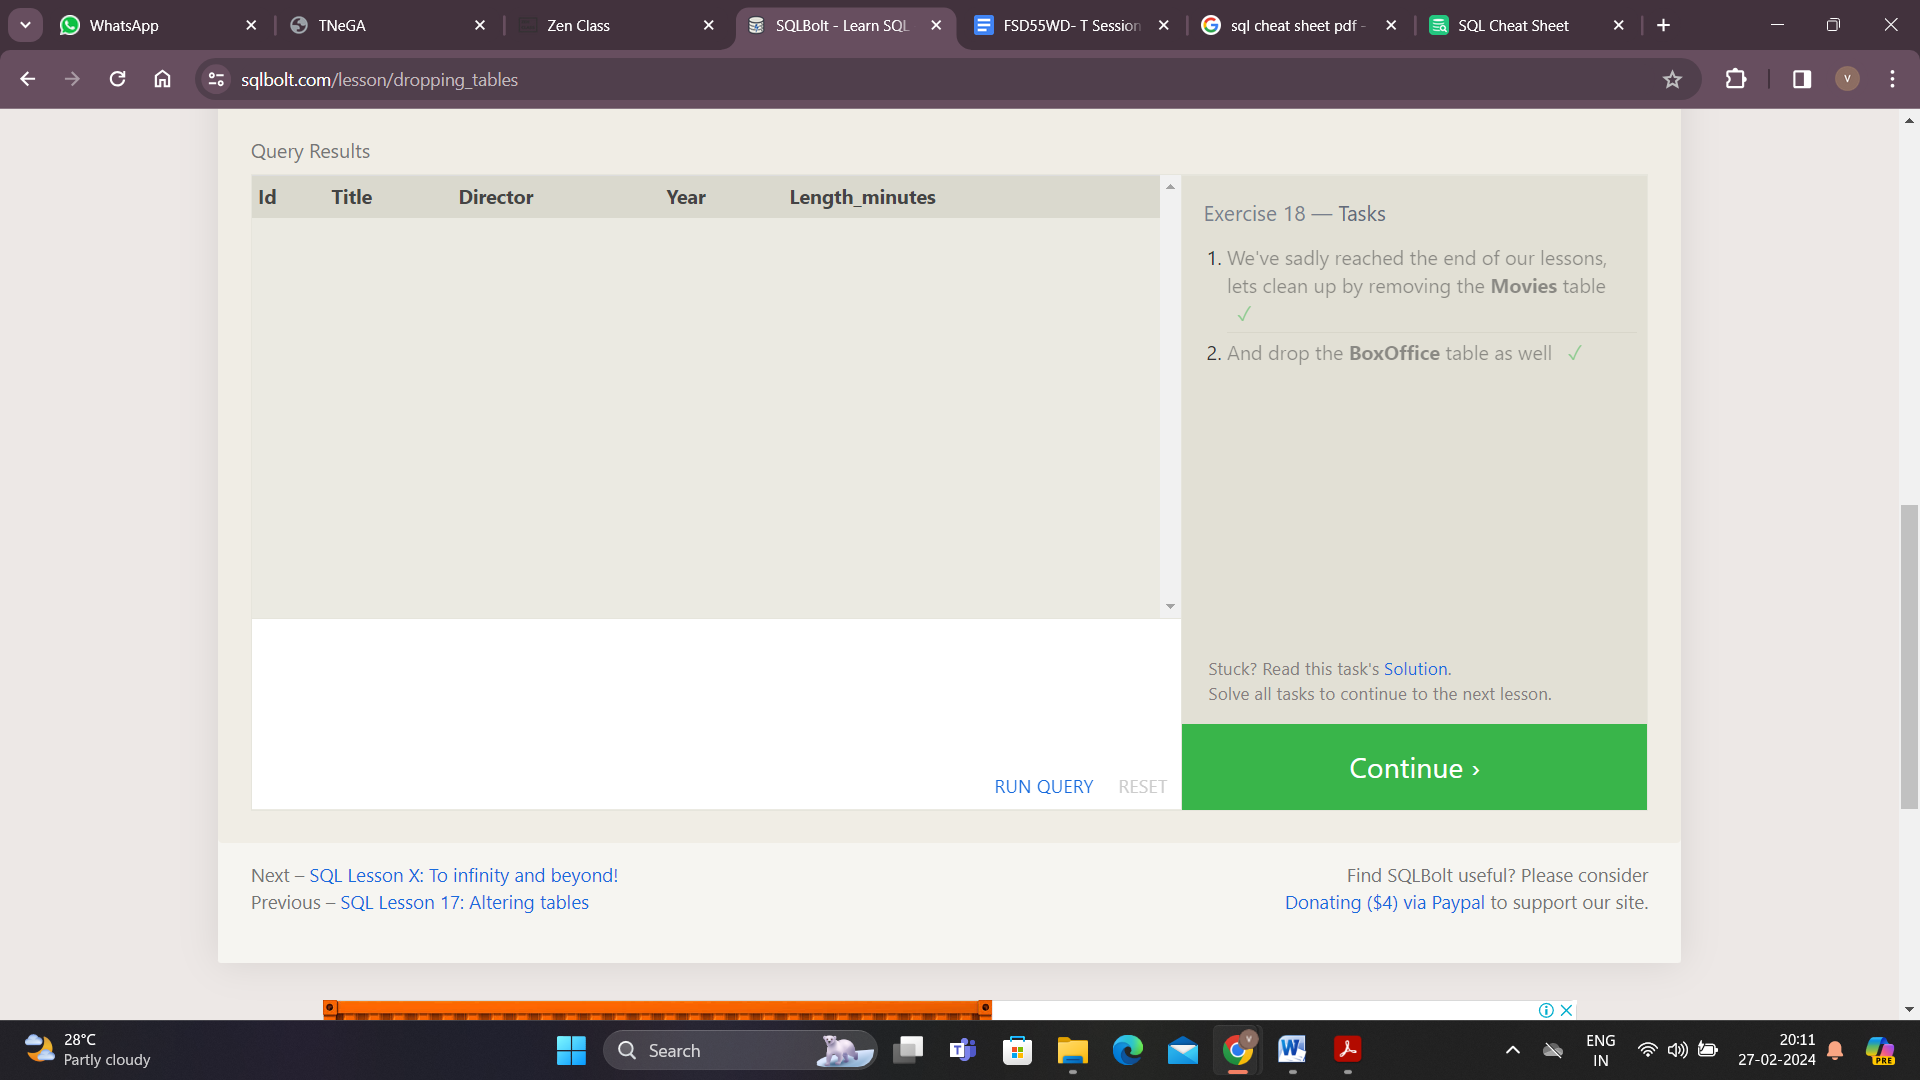 WhatsApp
TNeGA
Zen Class
SQLBolt - Learn SQL
FSD55WD- T Session
sql cheat sheet pdf -
SQL Cheat Sheet
sqlbolt.com/lesson/dropping_tables
V
Query Results
Id Title Director Year Length_minutes
Exercise 18 — Tasks
1. We've sadly reached the end of our lessons,
lets clean up by removing the Movies table
✓
2. And drop the BoxOffice table as well ✓
Stuck? Read this task's Solution.
Solve all tasks to continue to the next lesson.
RUN QUERY RESET
Continue ›
Next – SQL Lesson X: To infinity and beyond!
Previous – SQL Lesson 17: Altering tables
Find SQLBolt useful? Please consider
Donating ($4) via Paypal to support our site.
28°C
Partly cloudy
Search
ENG
IN
20:11
27-02-2024
PRE